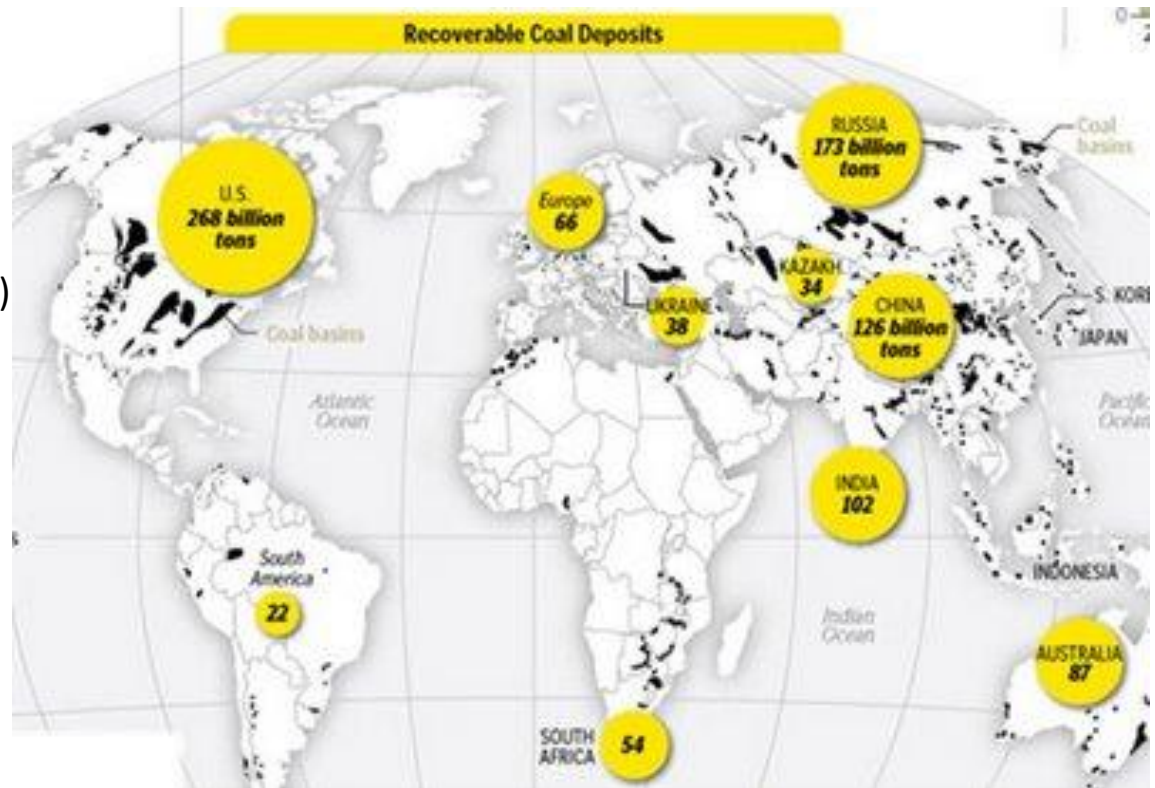 Recoverable Coal Deposits
0
)
U.S.
268 billion
tons
Coal basins
Europe
66
RUSSIA
173 billion
tons
Coal
basins
KAZAKH.
34
UKRAINE
38
CHINA
126 billion
tons
JAPAN
Atlantic
Ocean
INDIA
102
South
America
22
INDONESIA
Indian
Ocean
AUSTRALIA
87
SOUTH
AFRICA
54